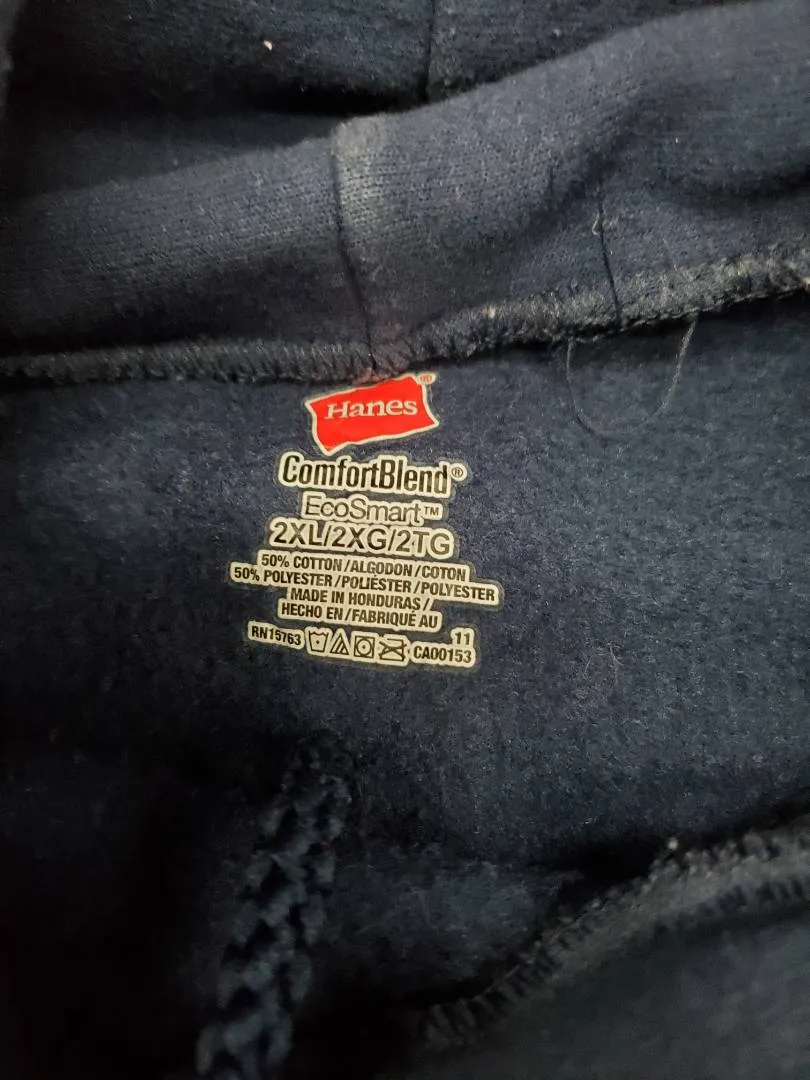 Hanes®
ComfortBlend®
EcoSmart™
2XL/2XG/2TG
50% COTTON/ALGODON/COTON
50% POLYESTER/POLIÉSTER/POLYESTER
MADE IN HONDURAS/
HECHO EN/FABRIQUÉ AU
11
RN15763 CA00153